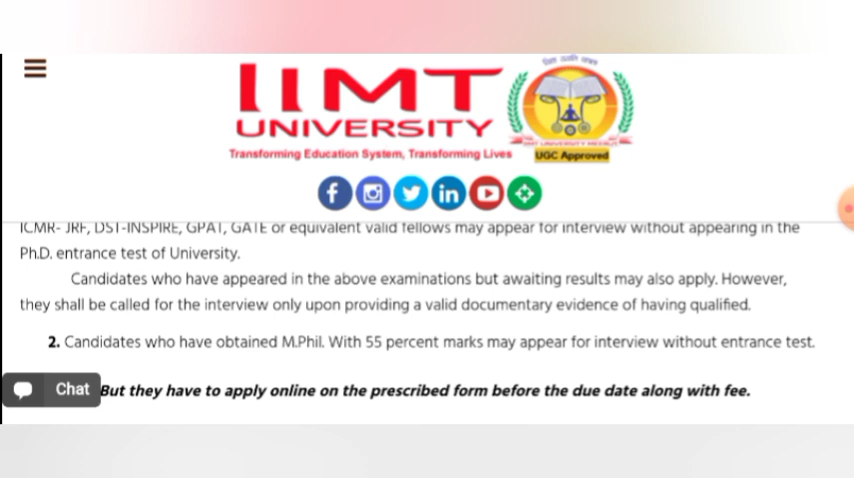 IIMT
UNIVERSITY
Transforming Education System, Transforming Lives
UGC Approved
ICMR- JRF, DST-INSPIRE, GPAT, GATE or equivalent valid fellows may appear for interview without appearing in the
Ph.D. entrance test of University.
Candidates who have appeared in the above examinations but awaiting results may also apply. However,
they shall be called for the interview only upon providing a valid documentary evidence of having qualified.
2. Candidates who have obtained M.Phil. With 55 percent marks may appear for interview without entrance test.
Chat
But they have to apply online on the prescribed form before the due date along with fee.